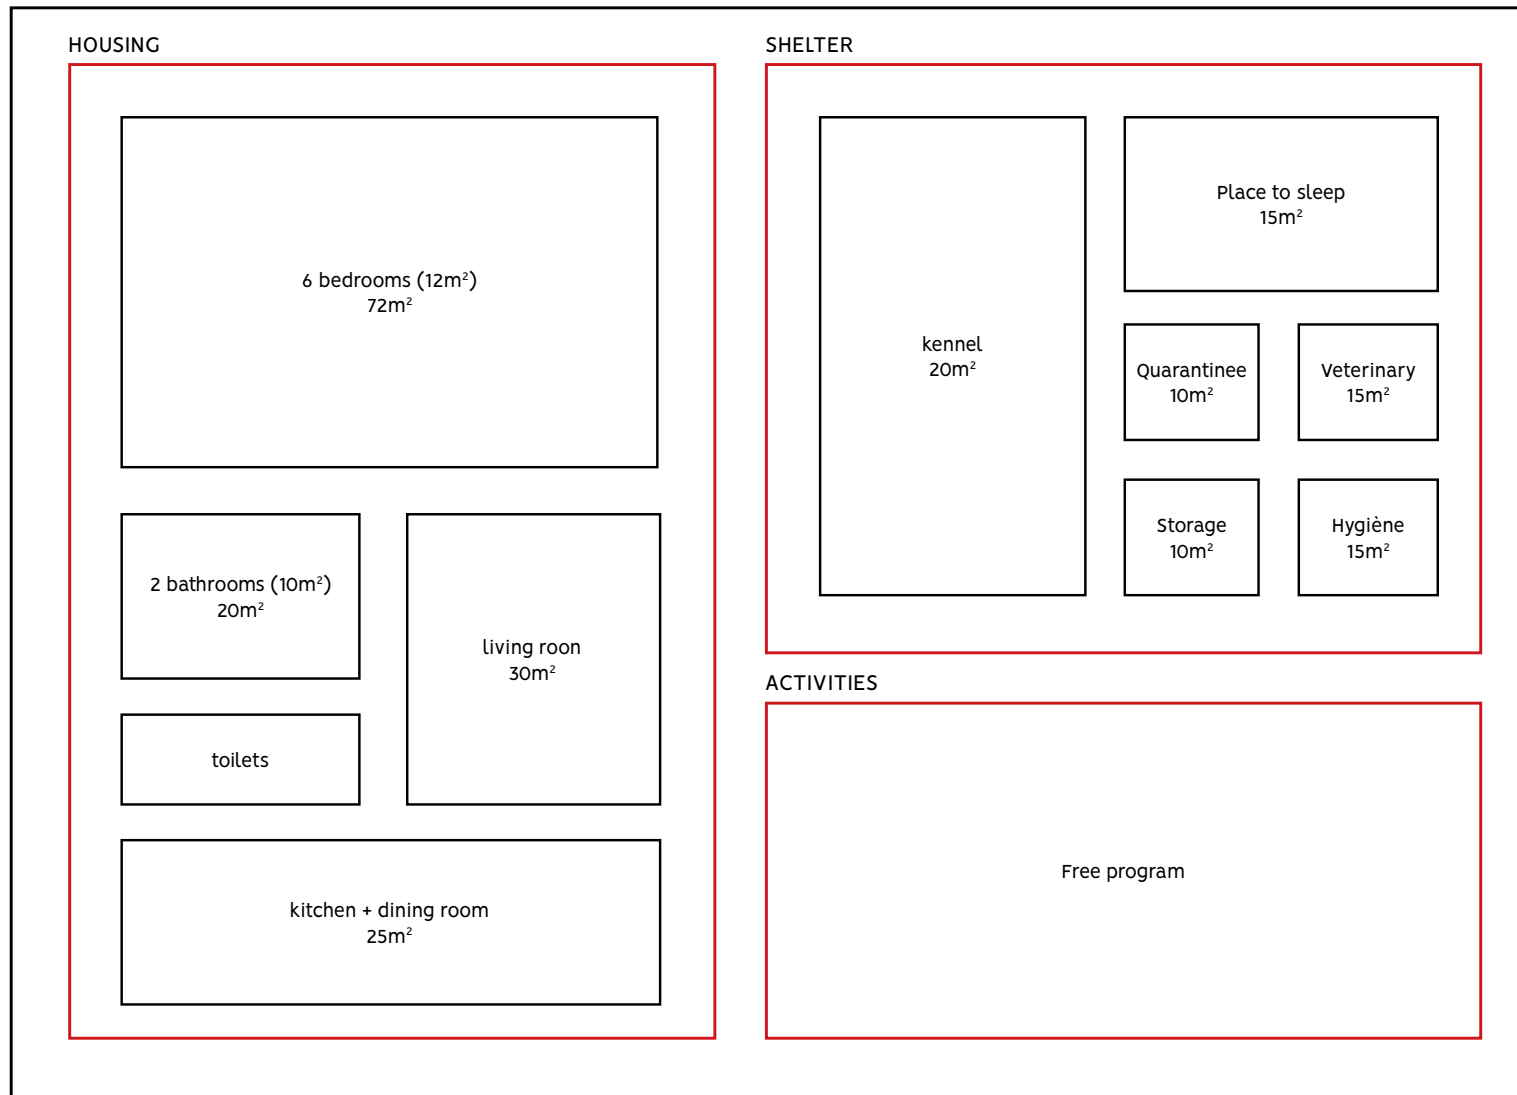 HOUSING
6 bedrooms (12m²)
72m²
2 bathrooms (10m²)
20m²
living roon
30m²
toilets
kitchen + dining room
25m²
SHELTER
kennel
20m²
Place to sleep
15m²
Quarantinee
10m²
Veterinary
15m²
Storage
10m²
Hygiène
15m²
ACTIVITIES
Free program